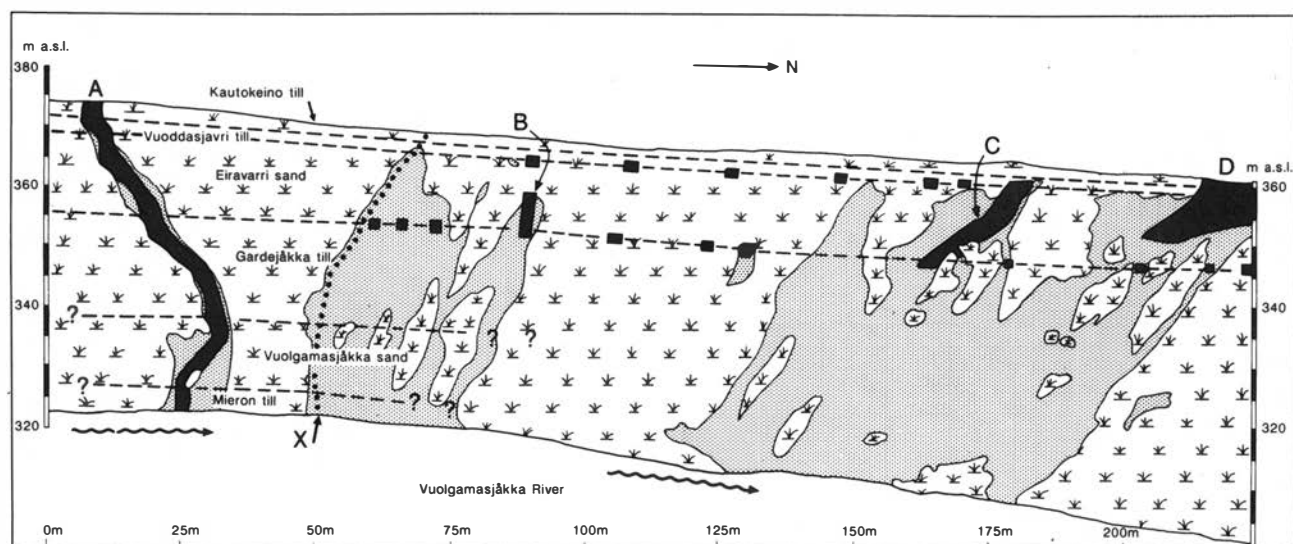 m a.s.l.
380
A
Kautokeino till
N
Vuoddasjavri till
B
C
D
m a.s.l.
Eiravarri sand
360
360
Gardejåkka till
340
340
?
?
?
Vuolgamasjåkka sand
?
Mieron till
?
?
320
320
X
Vuolgamasjåkka River
0m
25m
50m
75m
100m
125m
150m
175m
200m